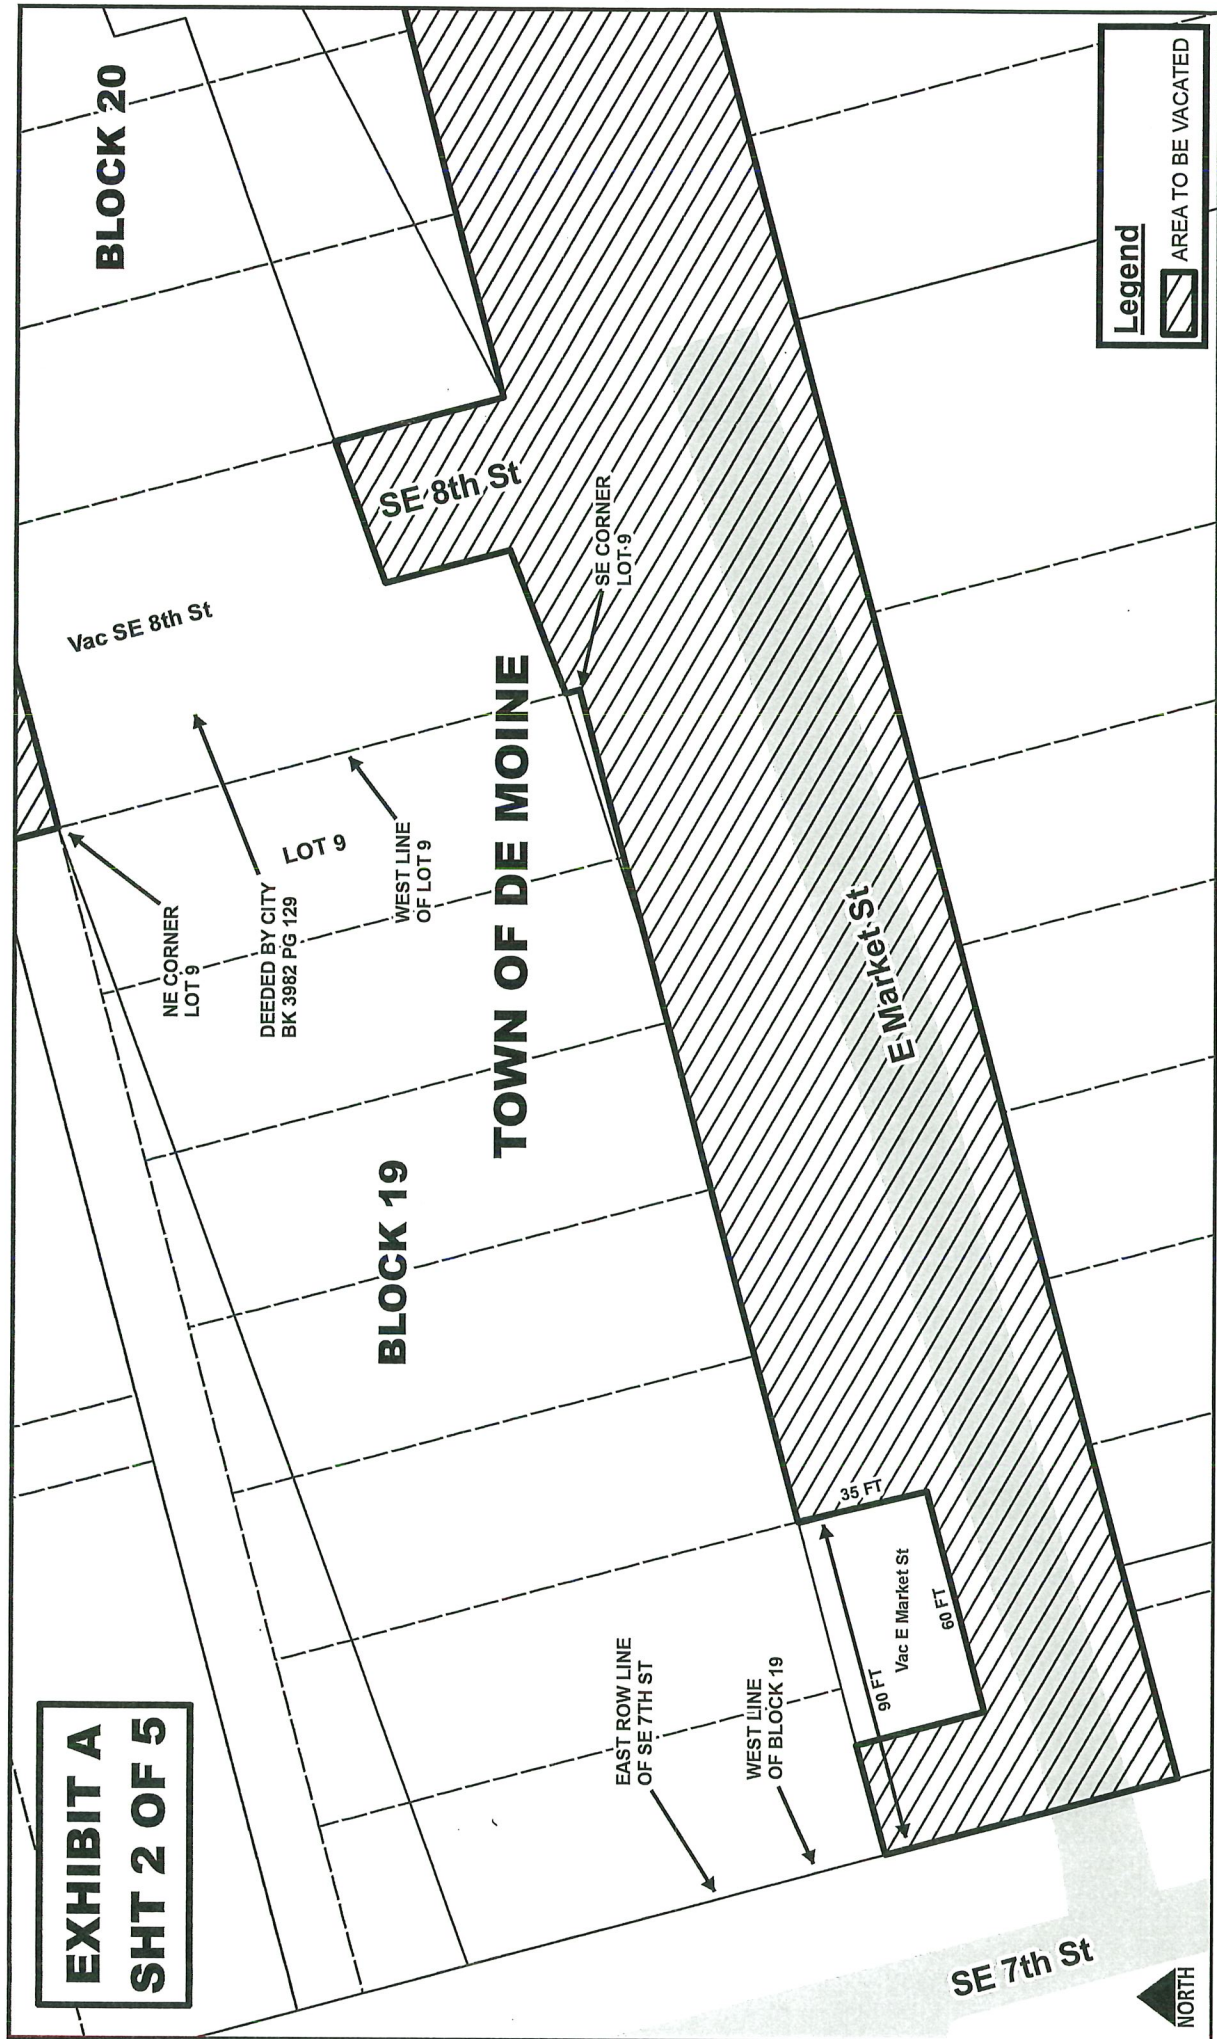 EXHIBIT A
SHT 2 OF 5
BLOCK 20
Vac SE 8th St
SE 8th St
NE CORNER
LOT 9
LOT 9
DEEDED BY CITY
BK 3982 PG 129
WEST LINE
OF LOT 9
SE CORNER
LOT 9
TOWN OF DE MOINE
BLOCK 19
EAST ROW LINE
OF SE 7TH ST
WEST LINE
OF BLOCK 19
35 FT
90 FT
Vac E Market St
60 FT
E Market St
SE 7th St
NORTH
Legend
AREA TO BE VACATED